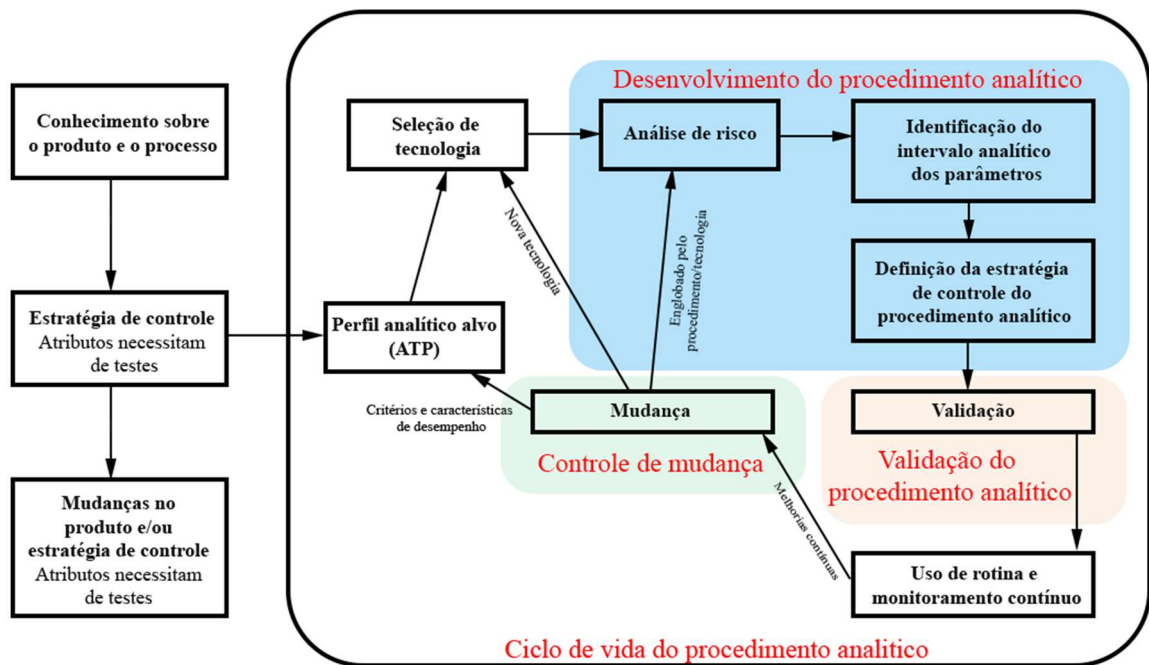 Conhecimento sobre
o produto e o processo
Estratégia de controle
Atributos necessitam
de testes
Mudanças no
produto e/ou
estratégia de controle
Atributos necessitam
de testes
Perfil analítico alvo
(ATP)
Seleção de
tecnologia
Desenvolvimento do procedimento analítico
Análise de risco
Identificação do
intervalo analítico
dos parâmetros
Definição da estratégia
de controle do
procedimento analítico
Nova tecnologia
Englobado pelo
procedimento/tecnologia
Critérios e características
de desempenho
Mudança
Controle de mudança
Validação
Validação do
procedimento analítico
Melhorias contínuas
Uso de rotina e
monitoramento contínuo
Ciclo de vida do procedimento analitico